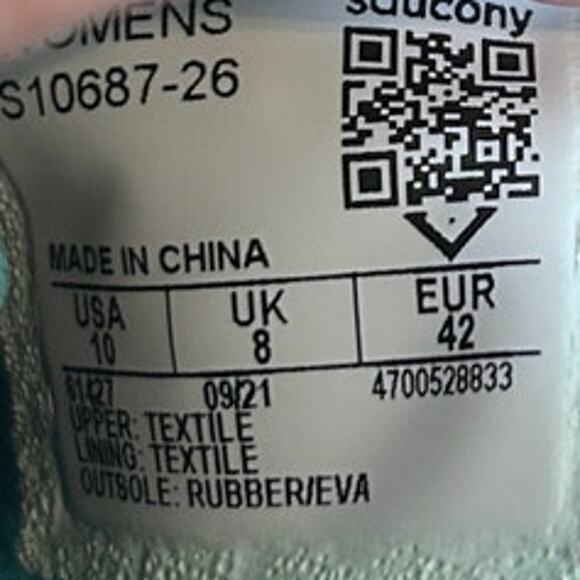 WOMENS
saucony
S10687-26
MADE IN CHINA
USA UK EUR
10 8 42
09/21 4700528833
UPPER: TEXTILE
LINING: TEXTILE
OUTSOLE: RUBBER/EVA